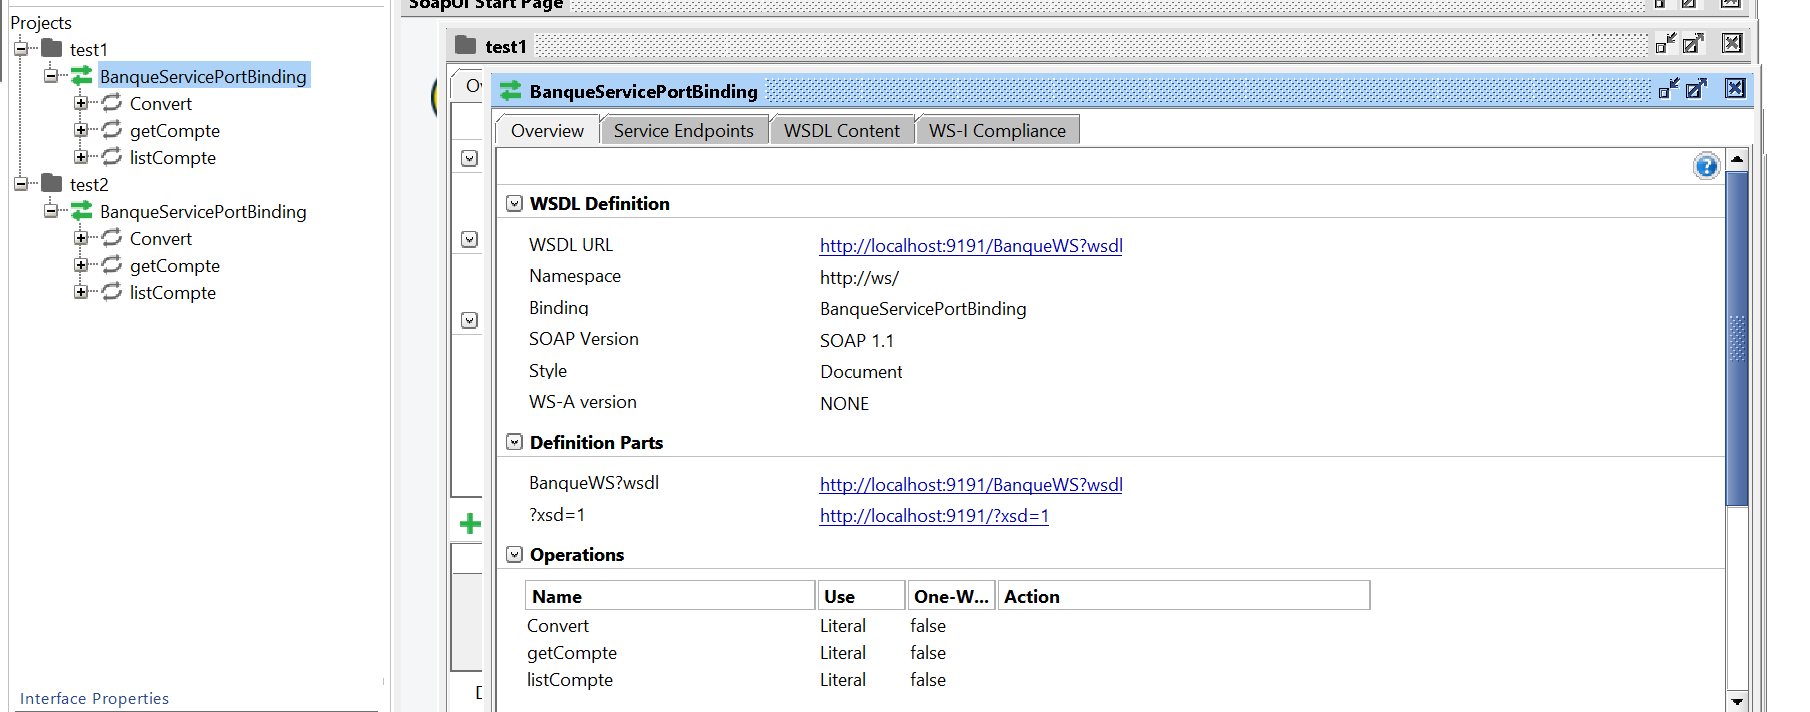 SoapUI Start Page
Projects
test1
BanqueServicePortBinding
Convert
getCompte
listCompte
test2
BanqueServicePortBinding
Convert
getCompte
listCompte
Interface Properties
test1
BanqueServicePortBinding
Overview Service Endpoints WSDL Content WS-I Compliance
WSDL Definition
WSDL URL http://localhost:9191/BanqueWS?wsdl
Namespace http://ws/
Binding BanqueServicePortBinding
SOAP Version SOAP 1.1
Style Document
WS-A version NONE
Definition Parts
BanqueWS?wsdl http://localhost:9191/BanqueWS?wsdl
?xsd=1 http://localhost:9191/?xsd=1
Operations
Name Use One-W... Action
Convert Literal false
getCompte Literal false
listCompte Literal false